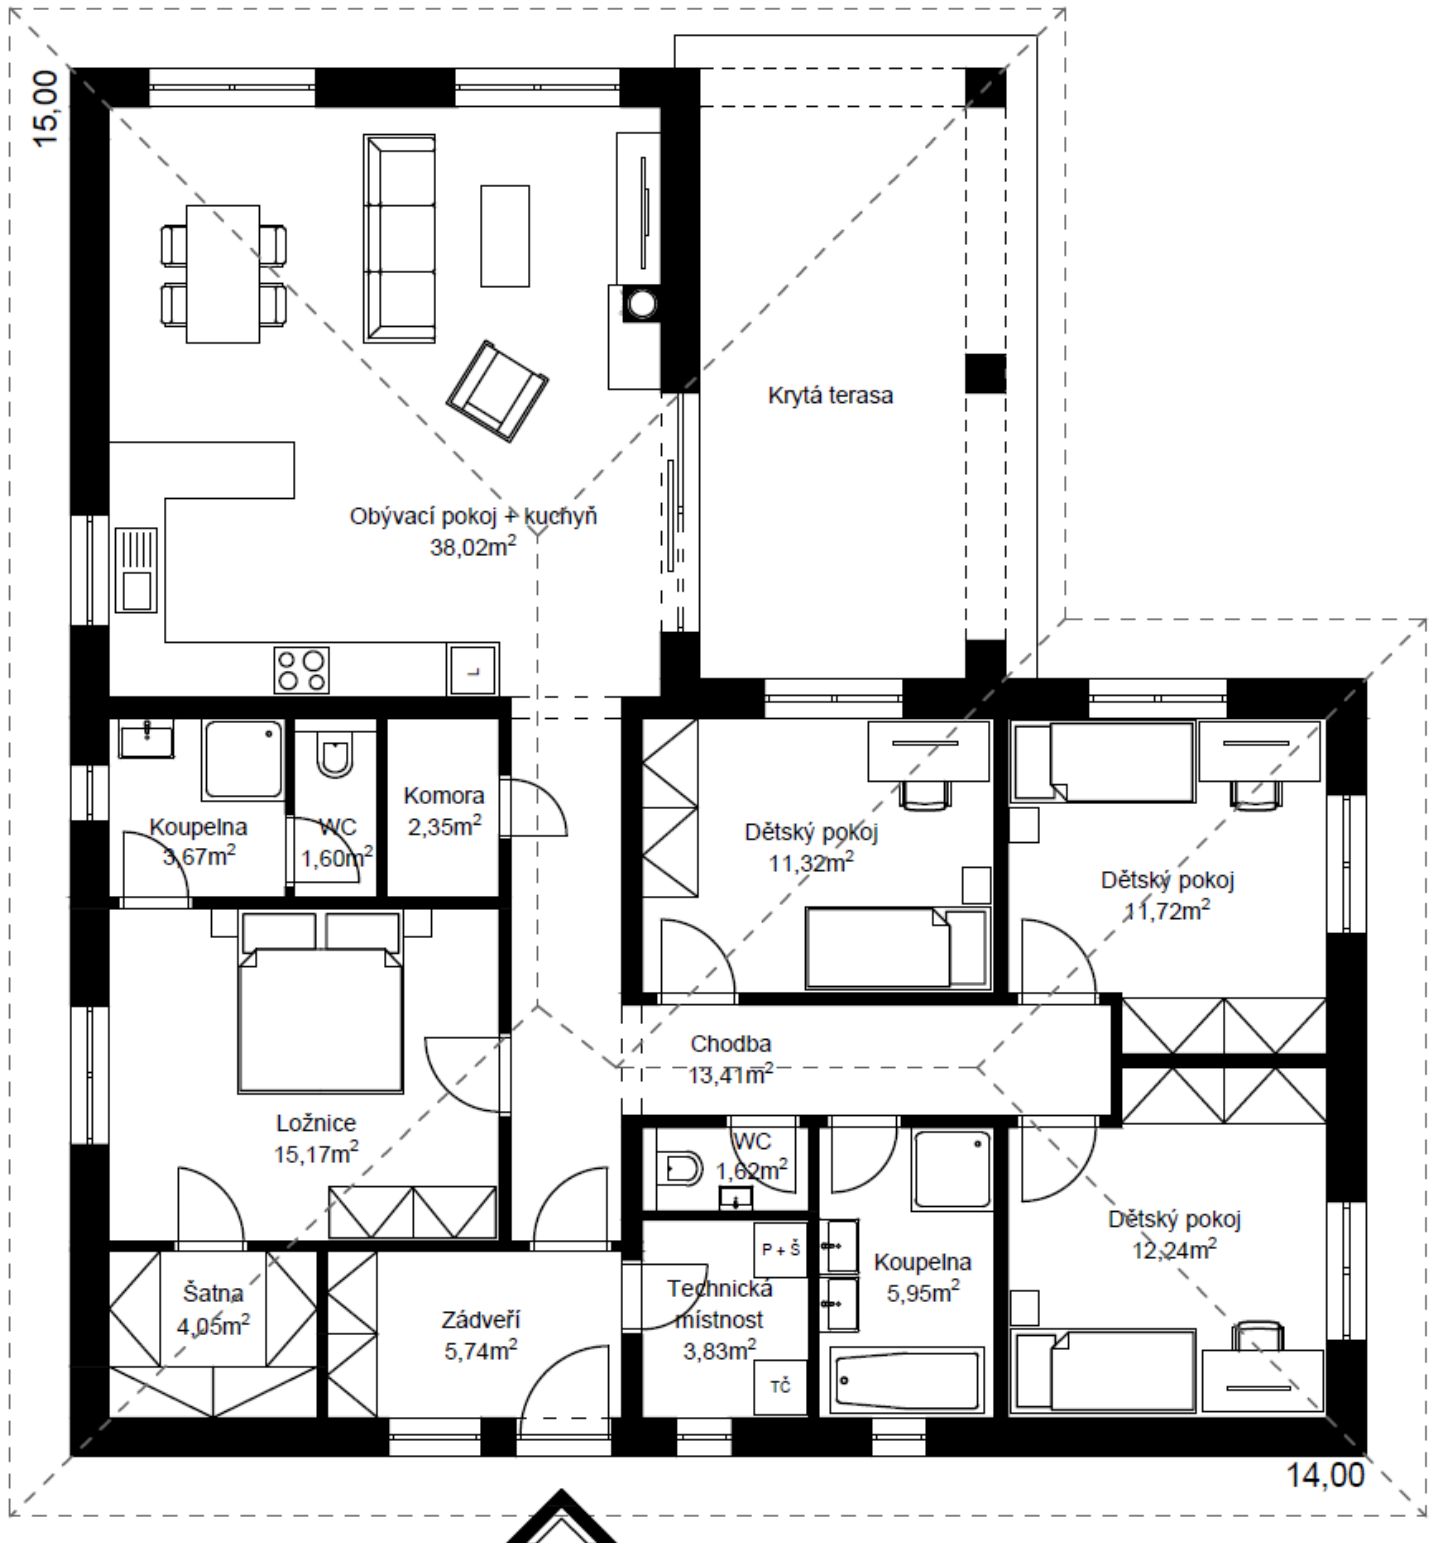 15,00
Krytá terasa
Obývací pokoj + kuchyň
38,02m²
L
Koupelna
3,67m²
WC
1,60m²
Komora
2,35m²
Dětský pokoj
11,32m²
Dětský pokoj
11,72m²
Chodba
13,41m²
Ložnice
15,17m²
WC
1,62m²
Šatna
4,05m²
Zádveří
5,74m²
P + Š
Technická
místnost
3,83m²
TČ
Koupelna
5,95m²
Dětský pokoj
12,24m²
14,00